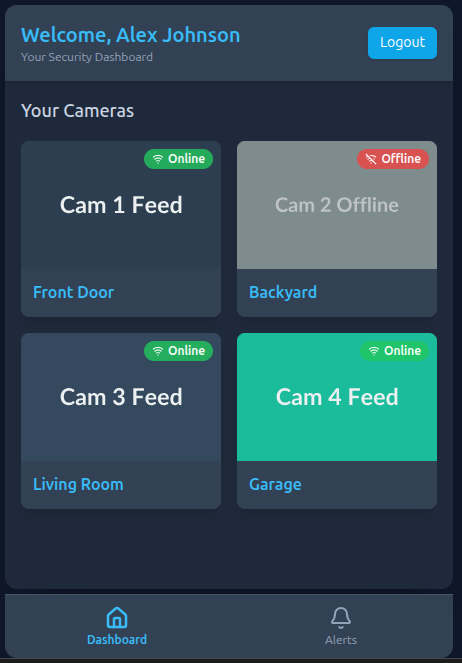 Welcome, Alex Johnson
Your Security Dashboard
Logout
Your Cameras
Online
Cam 1 Feed
Front Door
Offline
Cam 2 Offline
Backyard
Online
Cam 3 Feed
Living Room
Online
Cam 4 Feed
Garage
Dashboard
Alerts